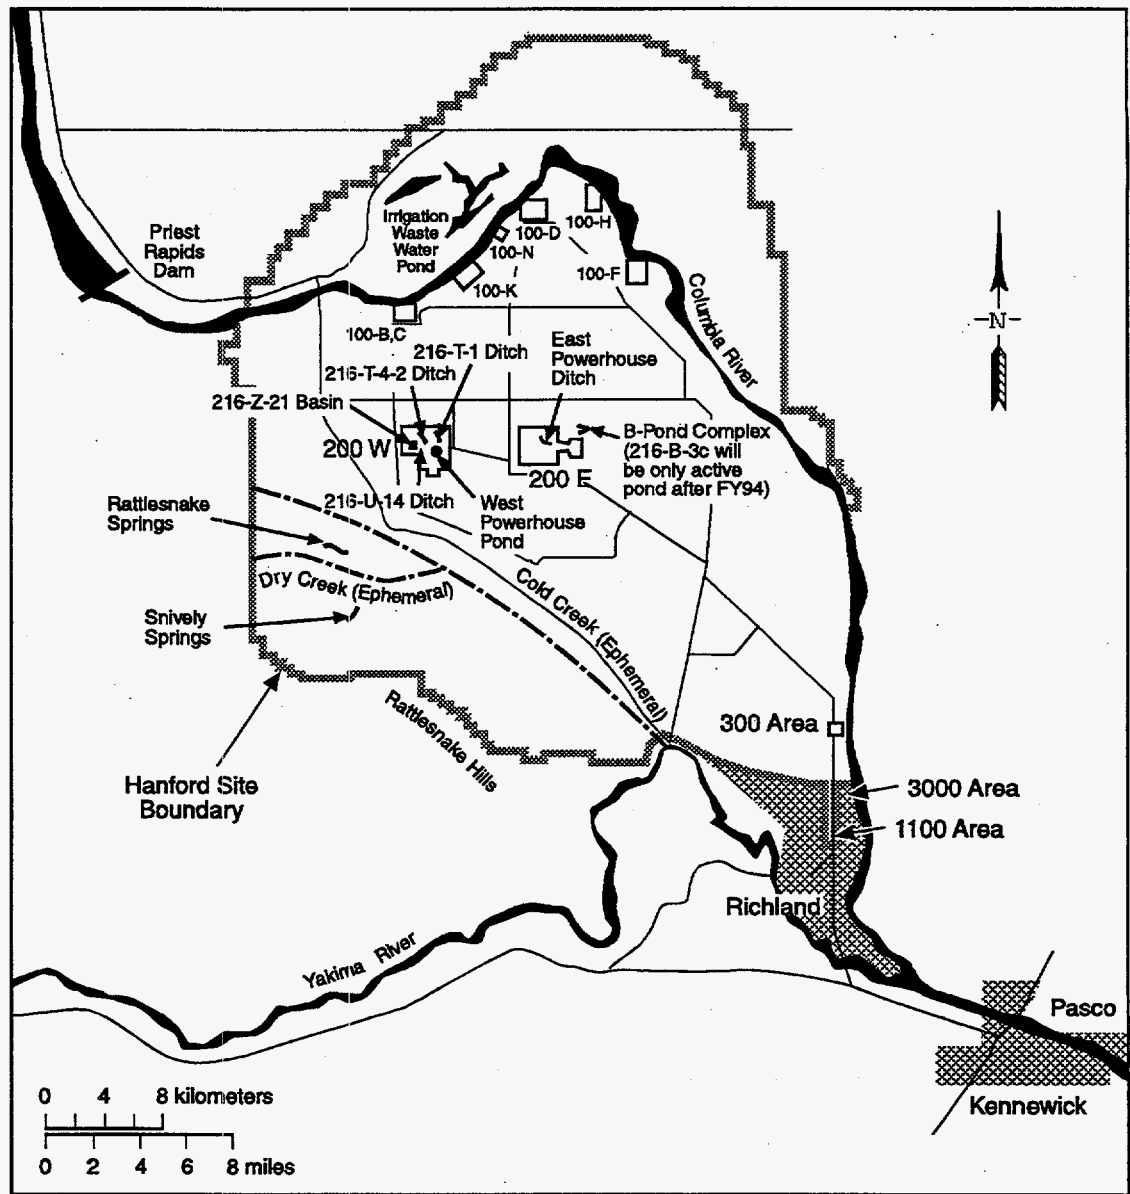 Priest
Rapids
Dam
Irrigation
Waste
Water
Pond
100-H
100-D
100-N
100-F
100-K
100-B,C
Columbia River
N
216-T-1 Ditch
East
Powerhouse
Ditch
216-T-4-2 Ditch
216-Z-21 Basin
200 W
200 E
B-Pond Complex
(216-B-3c will
be only active
pond after FY94)
216-U-14 Ditch
West
Powerhouse
Pond
Rattlesnake
Springs
Dry Creek (Ephemeral)
Cold Creek (Ephemeral)
Snively
Springs
Rattlesnake Hills
Hanford Site
Boundary
300 Area
3000 Area
1100 Area
Richland
Yakima River
Pasco
Kennewick
0 4 8 kilometers
0 2 4 6 8 miles